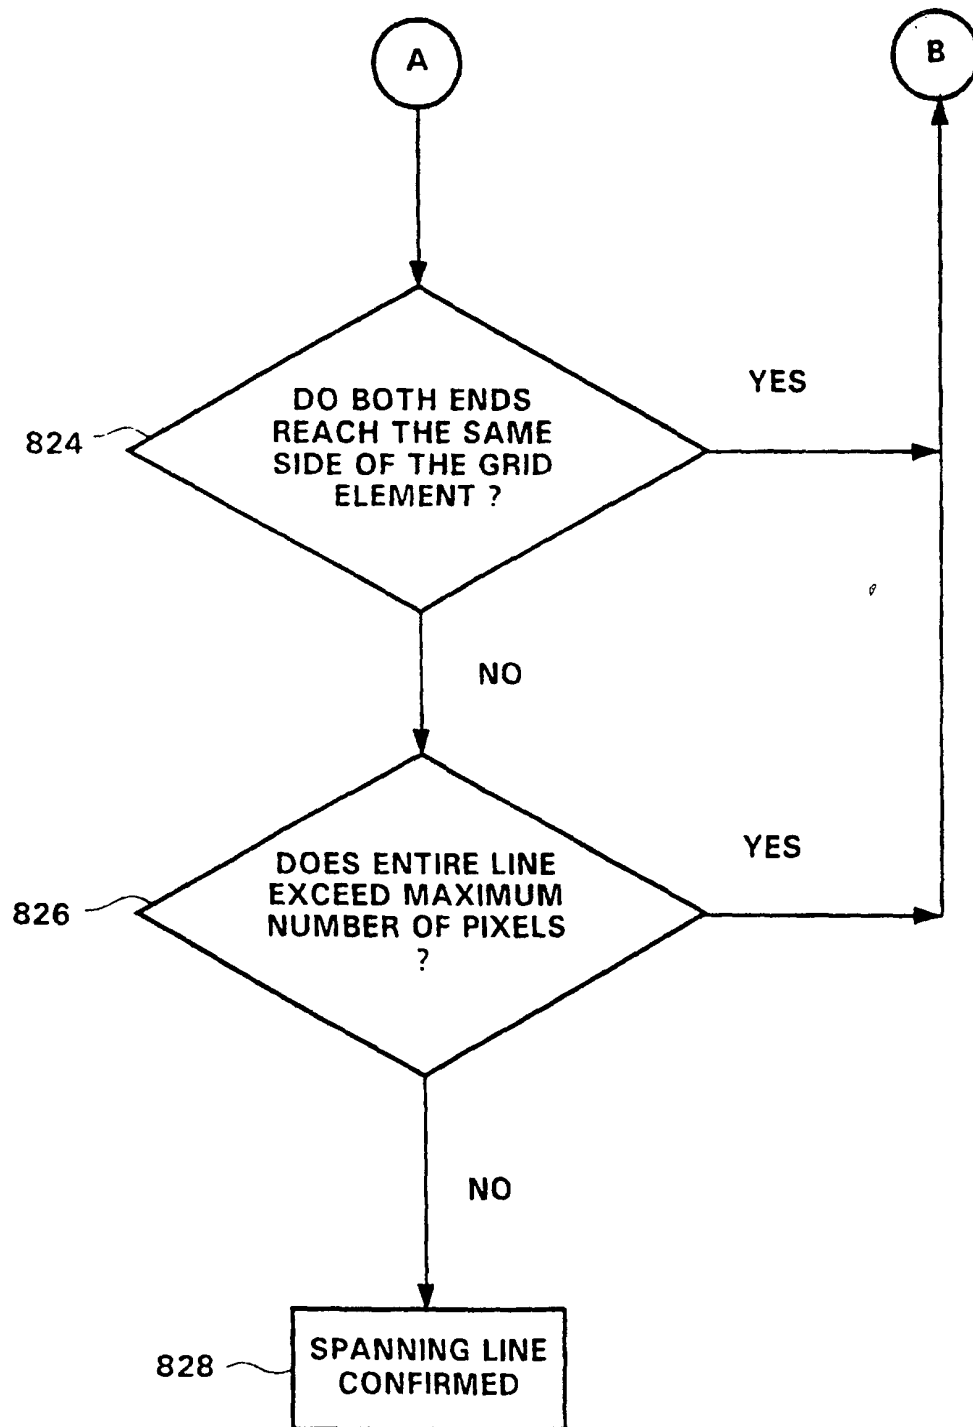 A
B
DO BOTH ENDS
REACH THE SAME
SIDE OF THE GRID
ELEMENT ?
824
YES
NO
DOES ENTIRE LINE
EXCEED MAXIMUM
NUMBER OF PIXELS
?
826
YES
NO
SPANNING LINE
CONFIRMED
828